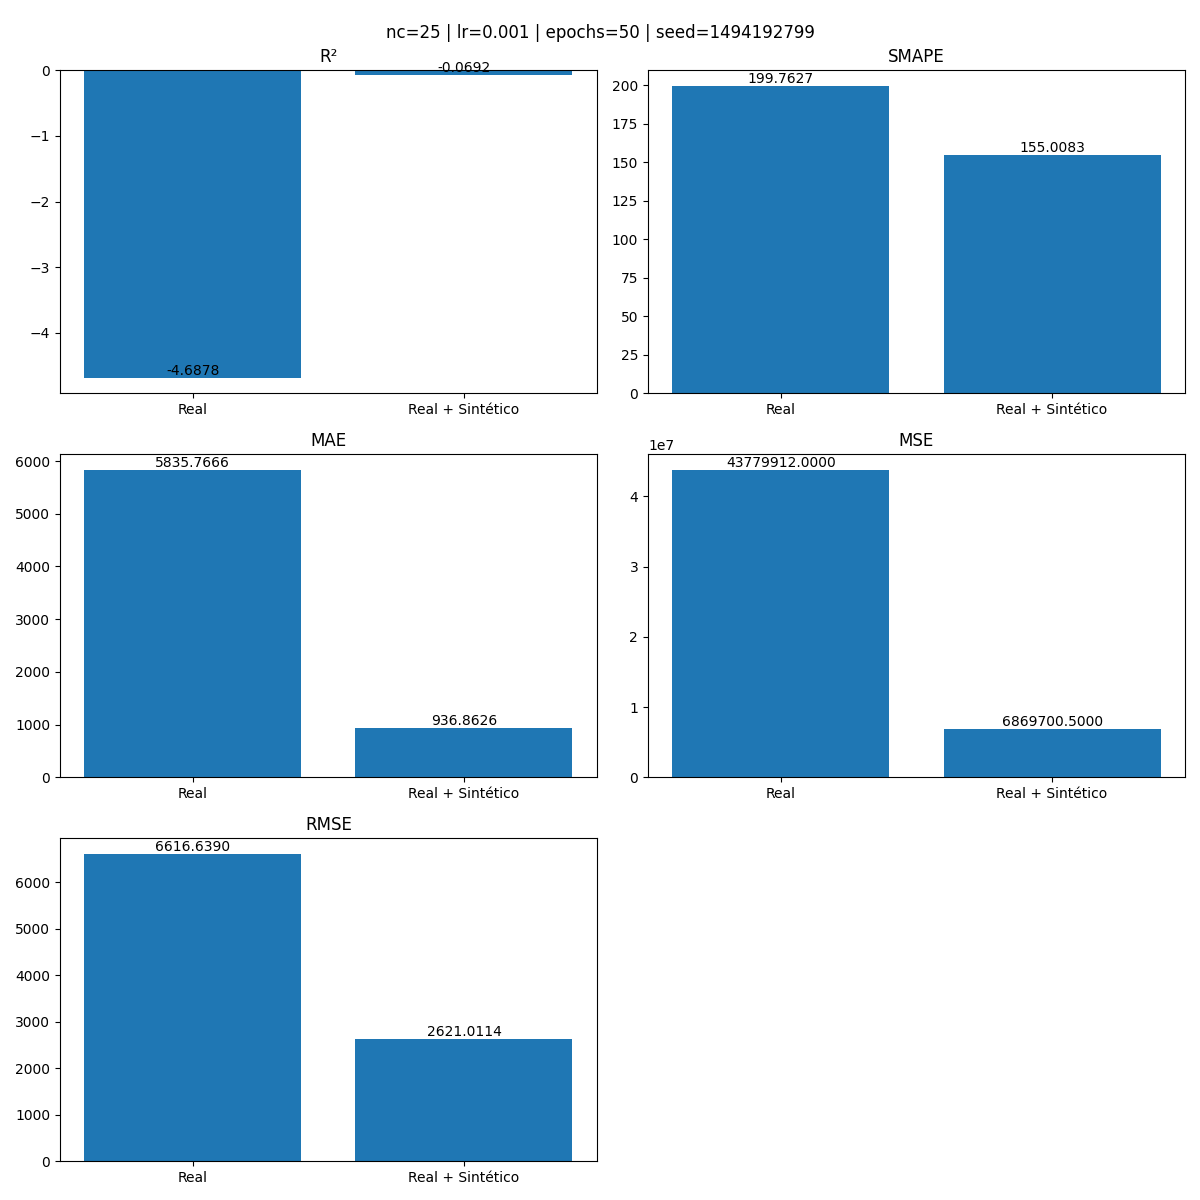 nc=25 | lr=0.001 | epochs=50 | seed=1494192799
R²
0
−1
−2
−3
−4
-4.6878
-0.0692
Real
Real + Sintético
SMAPE
200
175
150
125
100
75
50
25
0
199.7627
155.0083
Real
Real + Sintético
MAE
6000
5000
4000
3000
2000
1000
0
5835.7666
936.8626
Real
Real + Sintético
MSE
1e7
4
3
2
1
0
43779912.0000
6869700.5000
Real
Real + Sintético
RMSE
6000
5000
4000
3000
2000
1000
0
6616.6390
2621.0114
Real
Real + Sintético